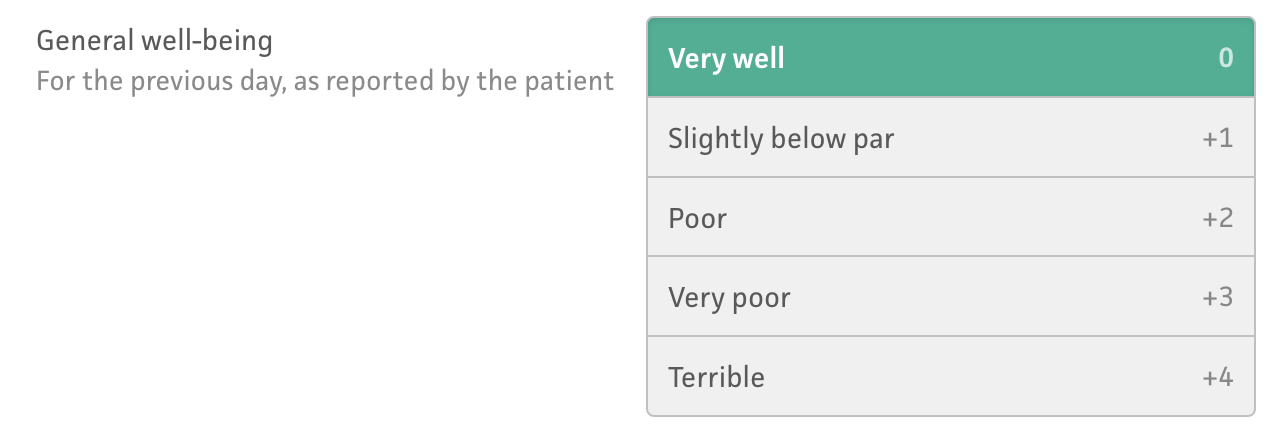 General well-being
For the previous day, as reported by the patient
Very well 0
Slightly below par +1
Poor +2
Very poor +3
Terrible +4